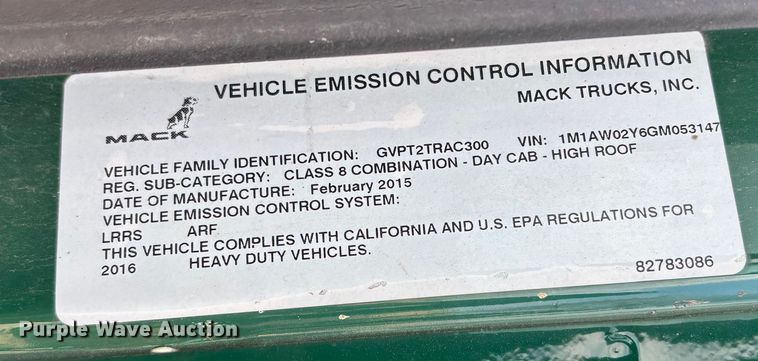 VEHICLE EMISSION CONTROL INFORMATION
MACK TRUCKS, INC.
MACK
VEHICLE FAMILY IDENTIFICATION: GVPT2TRAC300 VIN: 1M1AW02Y6GM053147
REG. SUB-CATEGORY: CLASS 8 COMBINATION - DAY CAB - HIGH ROOF
DATE OF MANUFACTURE: February 2015
VEHICLE EMISSION CONTROL SYSTEM:
LRRS ARF
THIS VEHICLE COMPLIES WITH CALIFORNIA AND U.S. EPA REGULATIONS FOR
2016 HEAVY DUTY VEHICLES.
82783086
Purple Wave Auction